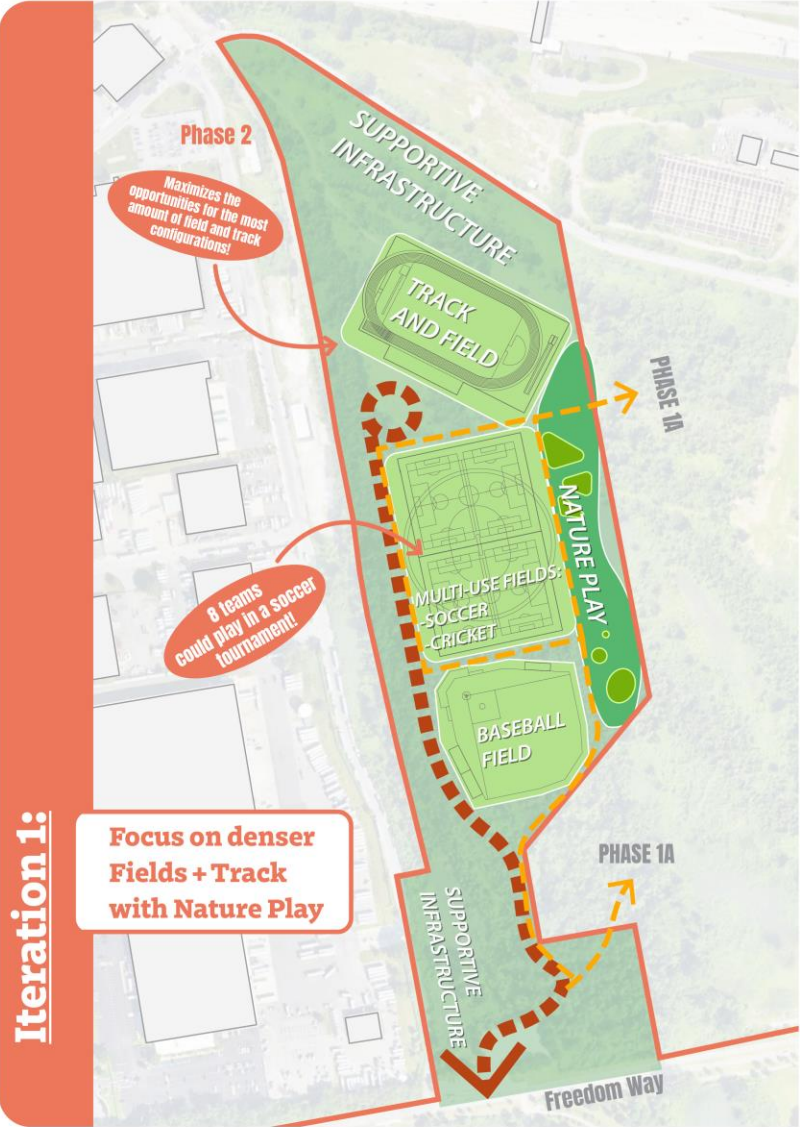 Phase 2
SUPPORTIVE
INFRASTRUCTURE
Maximizes the
opportunities for the most
amount of field and track
configurations!
TRACK
AND FIELD
PHASE 1A
NATURE PLAY
MULTI-USE FIELDS:
-SOCCER
-CRICKET
8 teams
could play in a soccer
tournament!
BASEBALL
FIELD
Iteration 1:
Focus on denser
Fields + Track
with Nature Play
PHASE 1A
SUPPORTIVE
INFRASTRUCTURE
Freedom Way